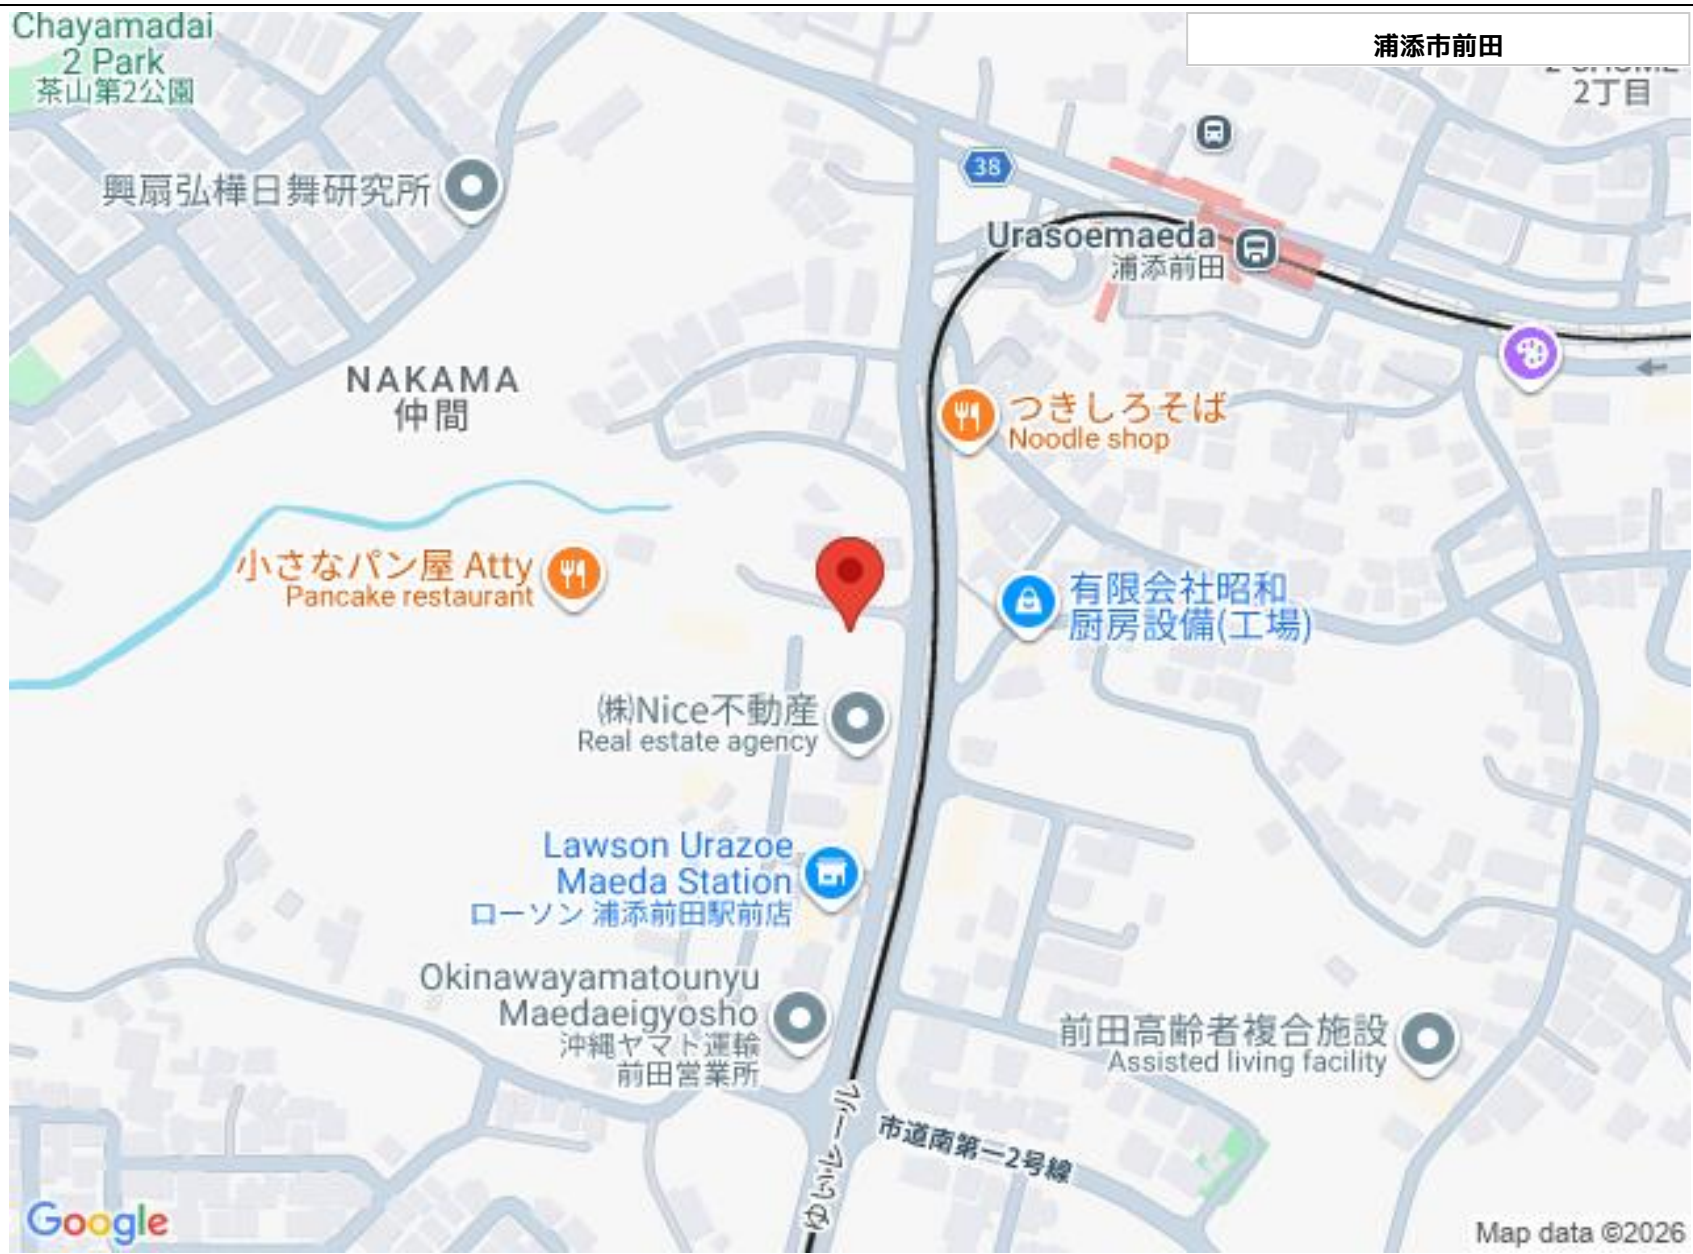 Chayamadai
2 Park
茶山第2公園
浦添市前田
2丁目
38
興扇弘樺日舞研究所
Urasoemaeda
浦添前田
NAKAMA
仲間
つきしろそば
Noodle shop
小さなパン屋 Atty
Pancake restaurant
有限会社昭和
厨房設備(工場)
㈱Nice不動産
Real estate agency
Lawson Urazoe
Maeda Station
ローソン 浦添前田駅前店
Okinawayamatounyu
Maedaeigyosho
沖縄ヤマト運輸
前田営業所
前田高齢者複合施設
Assisted living facility
市道南第一2号線
ゆいレール
Google
Map data ©2026